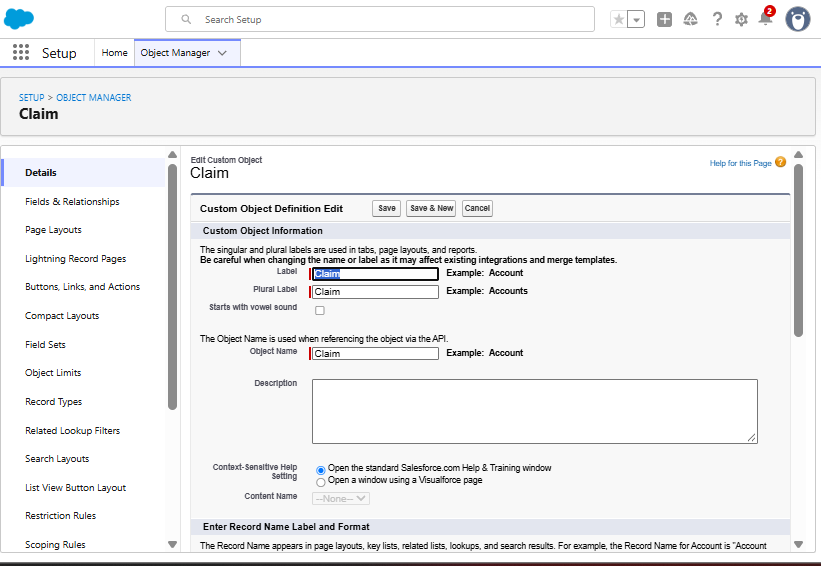 Search Setup
2
Setup
Home
Object Manager
SETUP > OBJECT MANAGER
Claim
Details
Fields & Relationships
Page Layouts
Lightning Record Pages
Buttons, Links, and Actions
Compact Layouts
Field Sets
Object Limits
Record Types
Related Lookup Filters
Search Layouts
List View Button Layout
Restriction Rules
Scoping Rules
Edit Custom Object
Claim
Help for this Page ?
Custom Object Definition Edit
Save
Save & New
Cancel
Custom Object Information
The singular and plural labels are used in tabs, page layouts, and reports.
Be careful when changing the name or label as it may affect existing integrations and merge templates.
Label Claim Example: Account
Plural Label Claim Example: Accounts
Starts with vowel sound
The Object Name is used when referencing the object via the API.
Object Name Claim Example: Account
Description
Context-Sensitive Help Setting
Open the standard Salesforce.com Help & Training window
Open a window using a Visualforce page
Content Name --None--
Enter Record Name Label and Format
The Record Name appears in page layouts, key lists, related lists, lookups, and search results. For example, the Record Name for Account is "Account